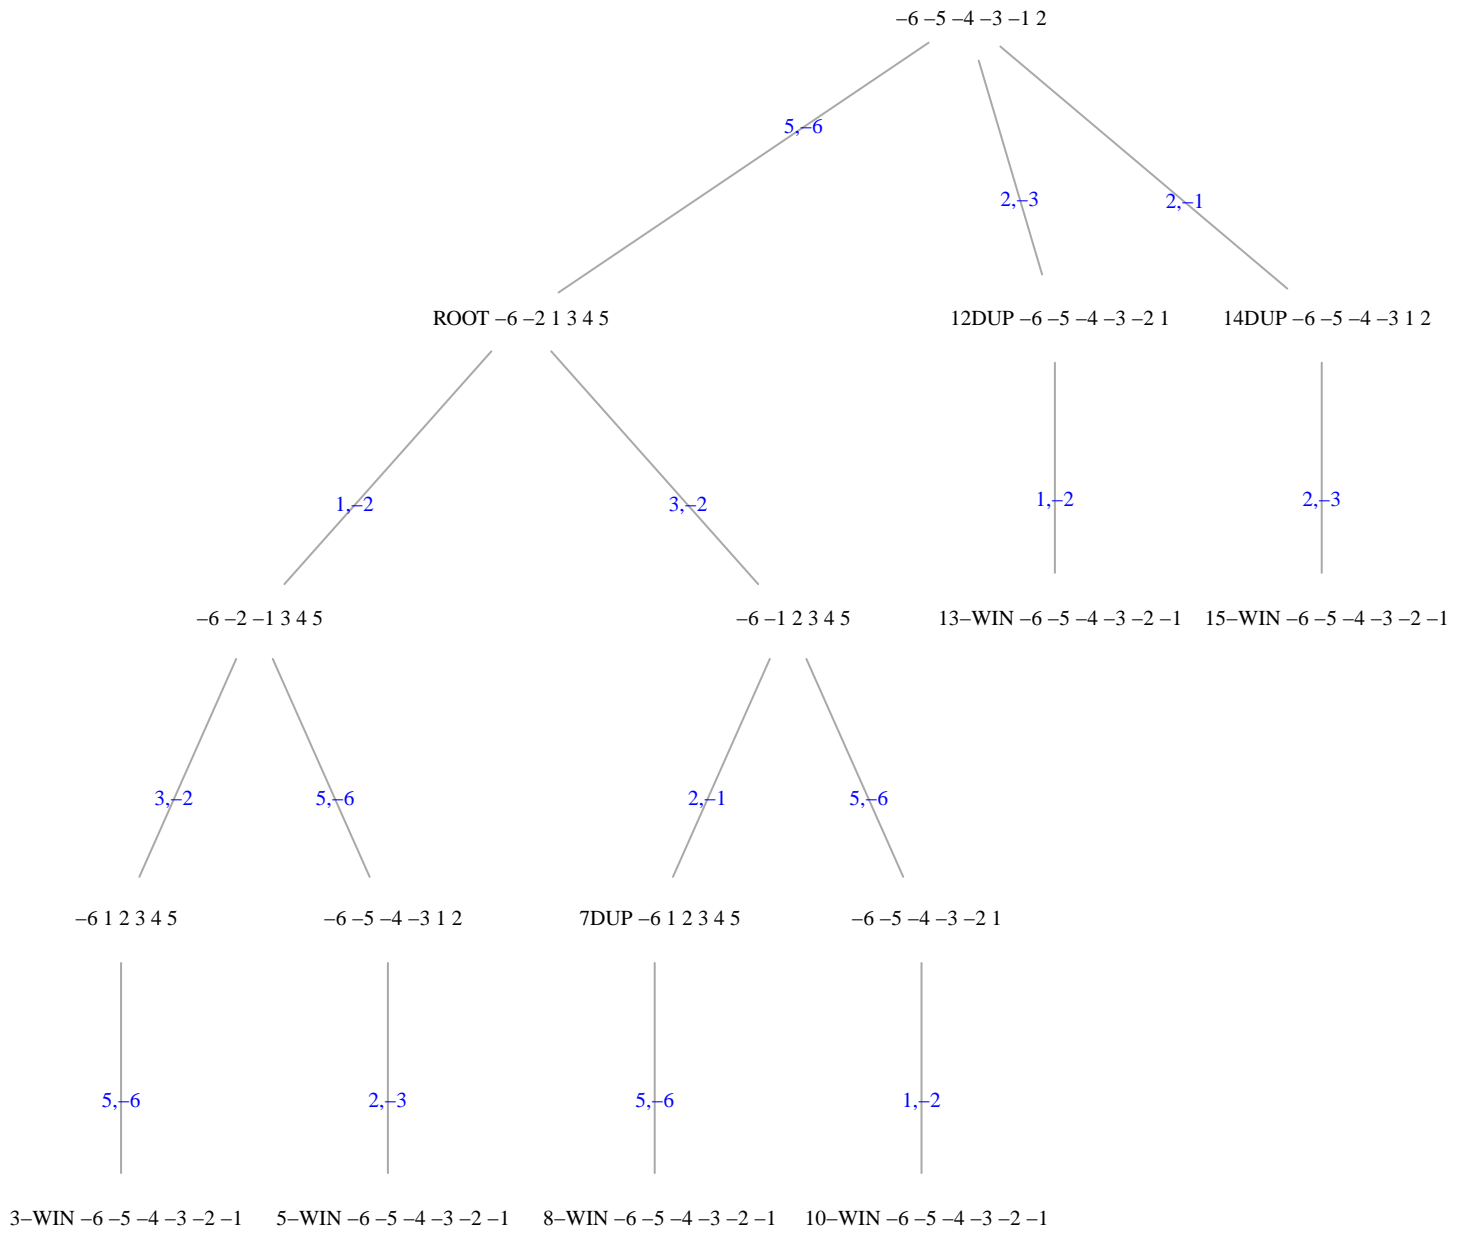 –6 –5 –4 –3 –1 2
5,–6
2,–3
2,–1
ROOT –6 –2 1 3 4 5
12DUP –6 –5 –4 –3 –2 1
14DUP –6 –5 –4 –3 1 2
1,–2
3,–2
1,–2
2,–3
–6 –2 –1 3 4 5
–6 –1 2 3 4 5
13–WIN –6 –5 –4 –3 –2 –1
15–WIN –6 –5 –4 –3 –2 –1
3,–2
5,–6
2,–1
5,–6
–6 1 2 3 4 5
–6 –5 –4 –3 1 2
7DUP –6 1 2 3 4 5
–6 –5 –4 –3 –2 1
5,–6
2,–3
5,–6
1,–2
3–WIN –6 –5 –4 –3 –2 –1
5–WIN –6 –5 –4 –3 –2 –1
8–WIN –6 –5 –4 –3 –2 –1
10–WIN –6 –5 –4 –3 –2 –1